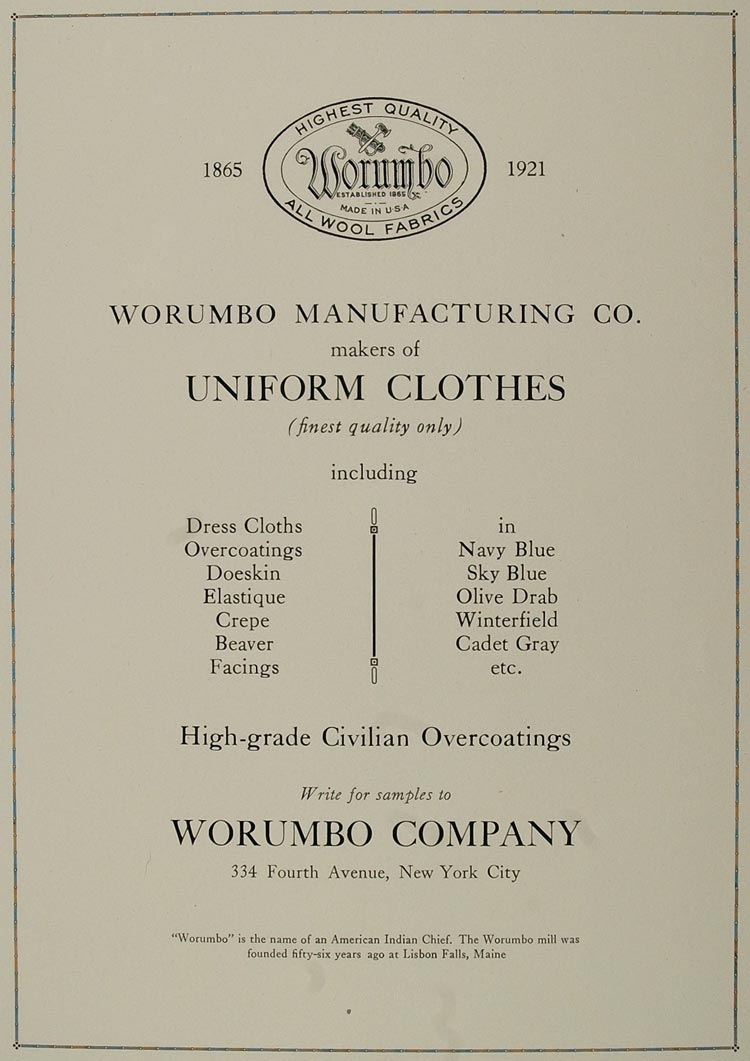 HIGHEST QUALITY
1865
Worumbo
1921
ESTABLISHED 1865
MADE IN U·S·A
ALL WOOL FABRICS
WORUMBO MANUFACTURING CO.
makers of
UNIFORM CLOTHES
(finest quality only)
including
Dress Cloths
Overcoatings
Doeskin
Elastique
Crepe
Beaver
Facings
in
Navy Blue
Sky Blue
Olive Drab
Winterfield
Cadet Gray
etc.
High-grade Civilian Overcoatings
Write for samples to
WORUMBO COMPANY
334 Fourth Avenue, New York City
"Worumbo" is the name of an American Indian Chief. The Worumbo mill was
founded fifty-six years ago at Lisbon Falls, Maine